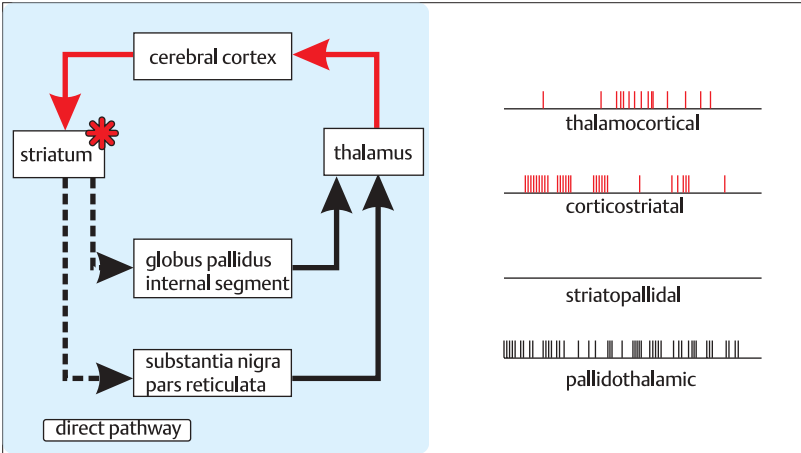 cerebral cortex
striatum
thalamus
globus pallidus
internal segment
substantia nigra
pars reticulata
direct pathway
thalamocortical
corticostriatal
striatopallidal
pallidothalamic